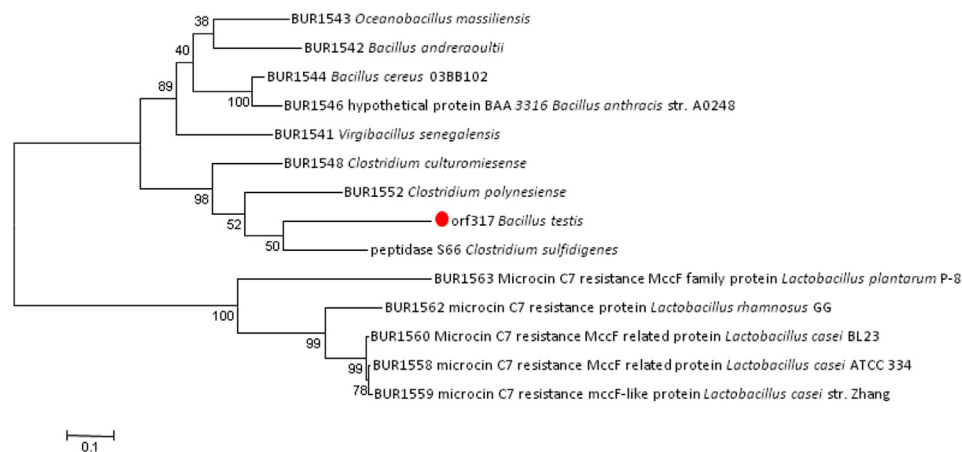 BUR1543 Oceanobacillus massiliensis
38
BUR1542 Bacillus andreraoultii
40
BUR1544 Bacillus cereus 03BB102
89
100
BUR1546 hypothetical protein BAA 3316 Bacillus anthracis str. A0248
BUR1541 Virgibacillus senegalensis
BUR1548 Clostridium culturomiesense
98
BUR1552 Clostridium polynesiense
52
orf317 Bacillus testis
50
peptidase S66 Clostridium sulfidigenes
BUR1563 Microcin C7 resistance MccF family protein Lactobacillus plantarum P-8
100
BUR1562 microcin C7 resistance protein Lactobacillus rhamnosus GG
99
BUR1560 Microcin C7 resistance MccF related protein Lactobacillus casei BL23
99
BUR1558 microcin C7 resistance MccF related protein Lactobacillus casei ATCC 334
78
BUR1559 microcin C7 resistance mccF-like protein Lactobacillus casei str. Zhang
0.1